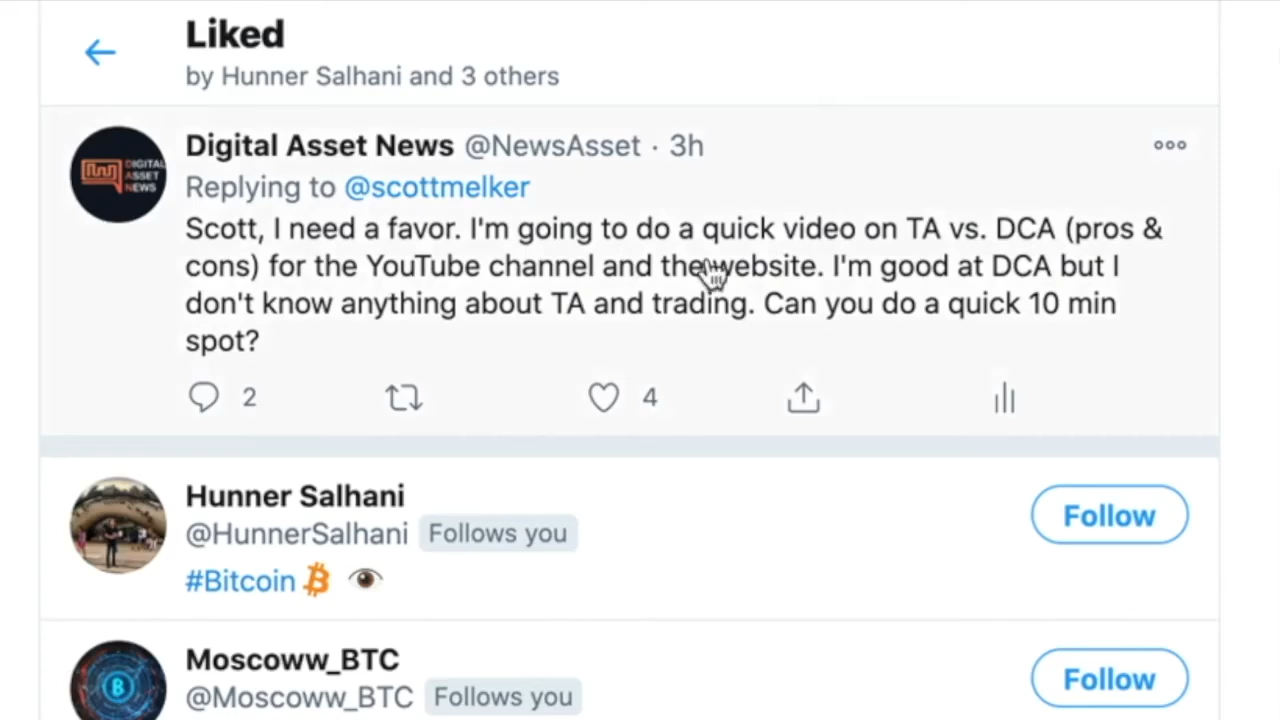 Liked
by Hunner Salhani and 3 others
DIGITAL
ASSET
NEWS
Digital Asset News @NewsAsset · 3h
Replying to @scottmelker
Scott, I need a favor. I'm going to do a quick video on TA vs. DCA (pros &
cons) for the YouTube channel and the website. I'm good at DCA but I
don't know anything about TA and trading. Can you do a quick 10 min
spot?
2
4
Hunner Salhani
@HunnerSalhani Follows you
#Bitcoin
Follow
Moscoww_BTC
@Moscoww_BTC Follows you
Follow